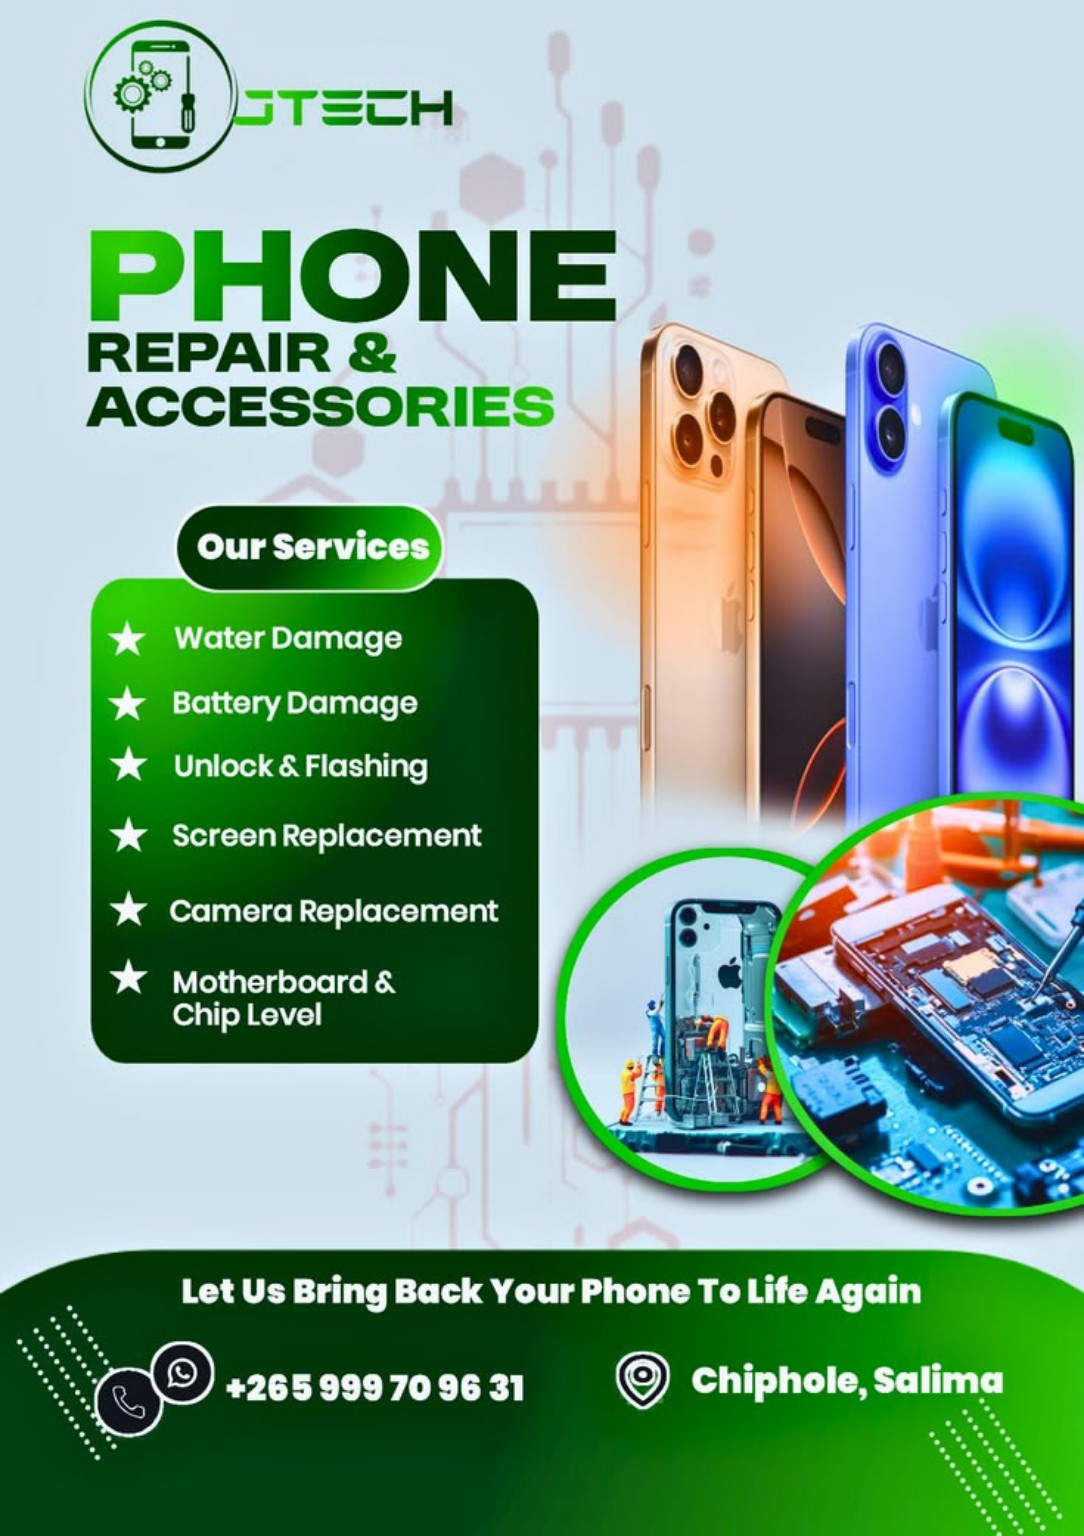 JTECH
PHONE
REPAIR &
ACCESSORIES
Our Services
Water Damage
Battery Damage
Unlock & Flashing
Screen Replacement
Camera Replacement
Motherboard &
Chip Level
Let Us Bring Back Your Phone To Life Again
+265 999 70 96 31
Chiphole, Salima